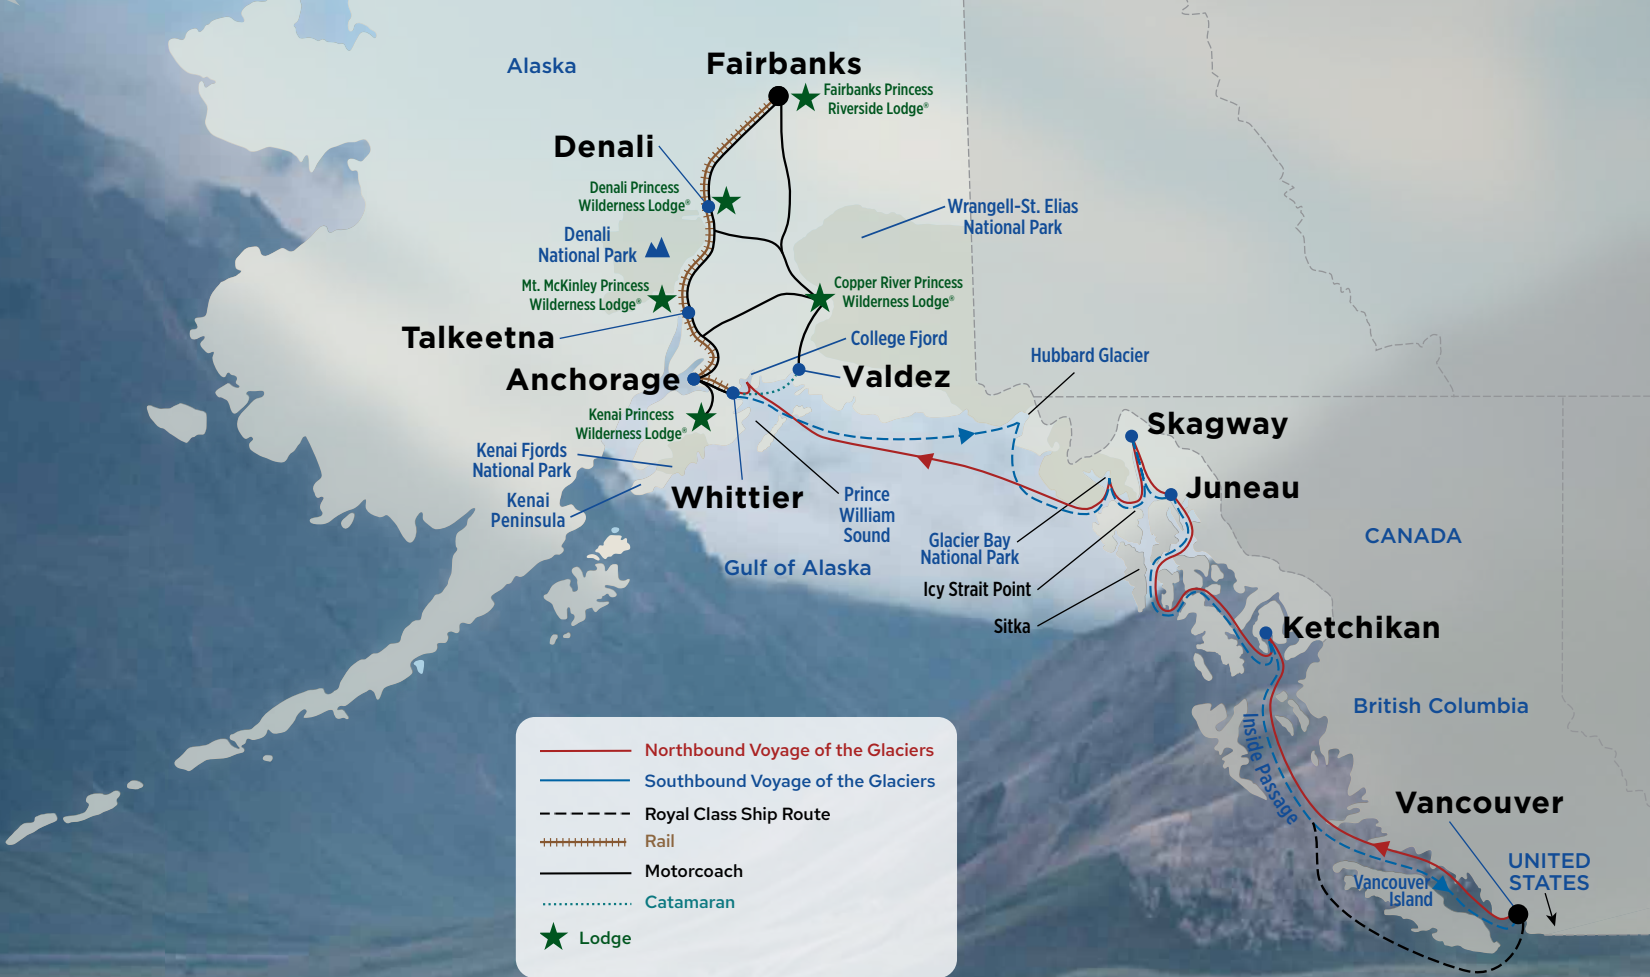 Alaska
Fairbanks
Fairbanks Princess
Riverside Lodge®
Denali
Denali Princess
Wilderness Lodge®
Denali
National Park
Wrangell-St. Elias
National Park
Mt. McKinley Princess
Wilderness Lodge®
Copper River Princess
Wilderness Lodge®
Talkeetna
College Fjord
Hubbard Glacier
Anchorage
Valdez
Kenai Princess
Wilderness Lodge®
Skagway
Kenai Fjords
National Park
Kenai
Peninsula
Whittier
Prince
William
Sound
Juneau
Glacier Bay
National Park
CANADA
Gulf of Alaska
Icy Strait Point
Sitka
Ketchikan
British Columbia
Inside Passage
Vancouver
UNITED
STATES
Vancouver
Island
Northbound Voyage of the Glaciers
Southbound Voyage of the Glaciers
Royal Class Ship Route
Rail
Motorcoach
Catamaran
Lodge